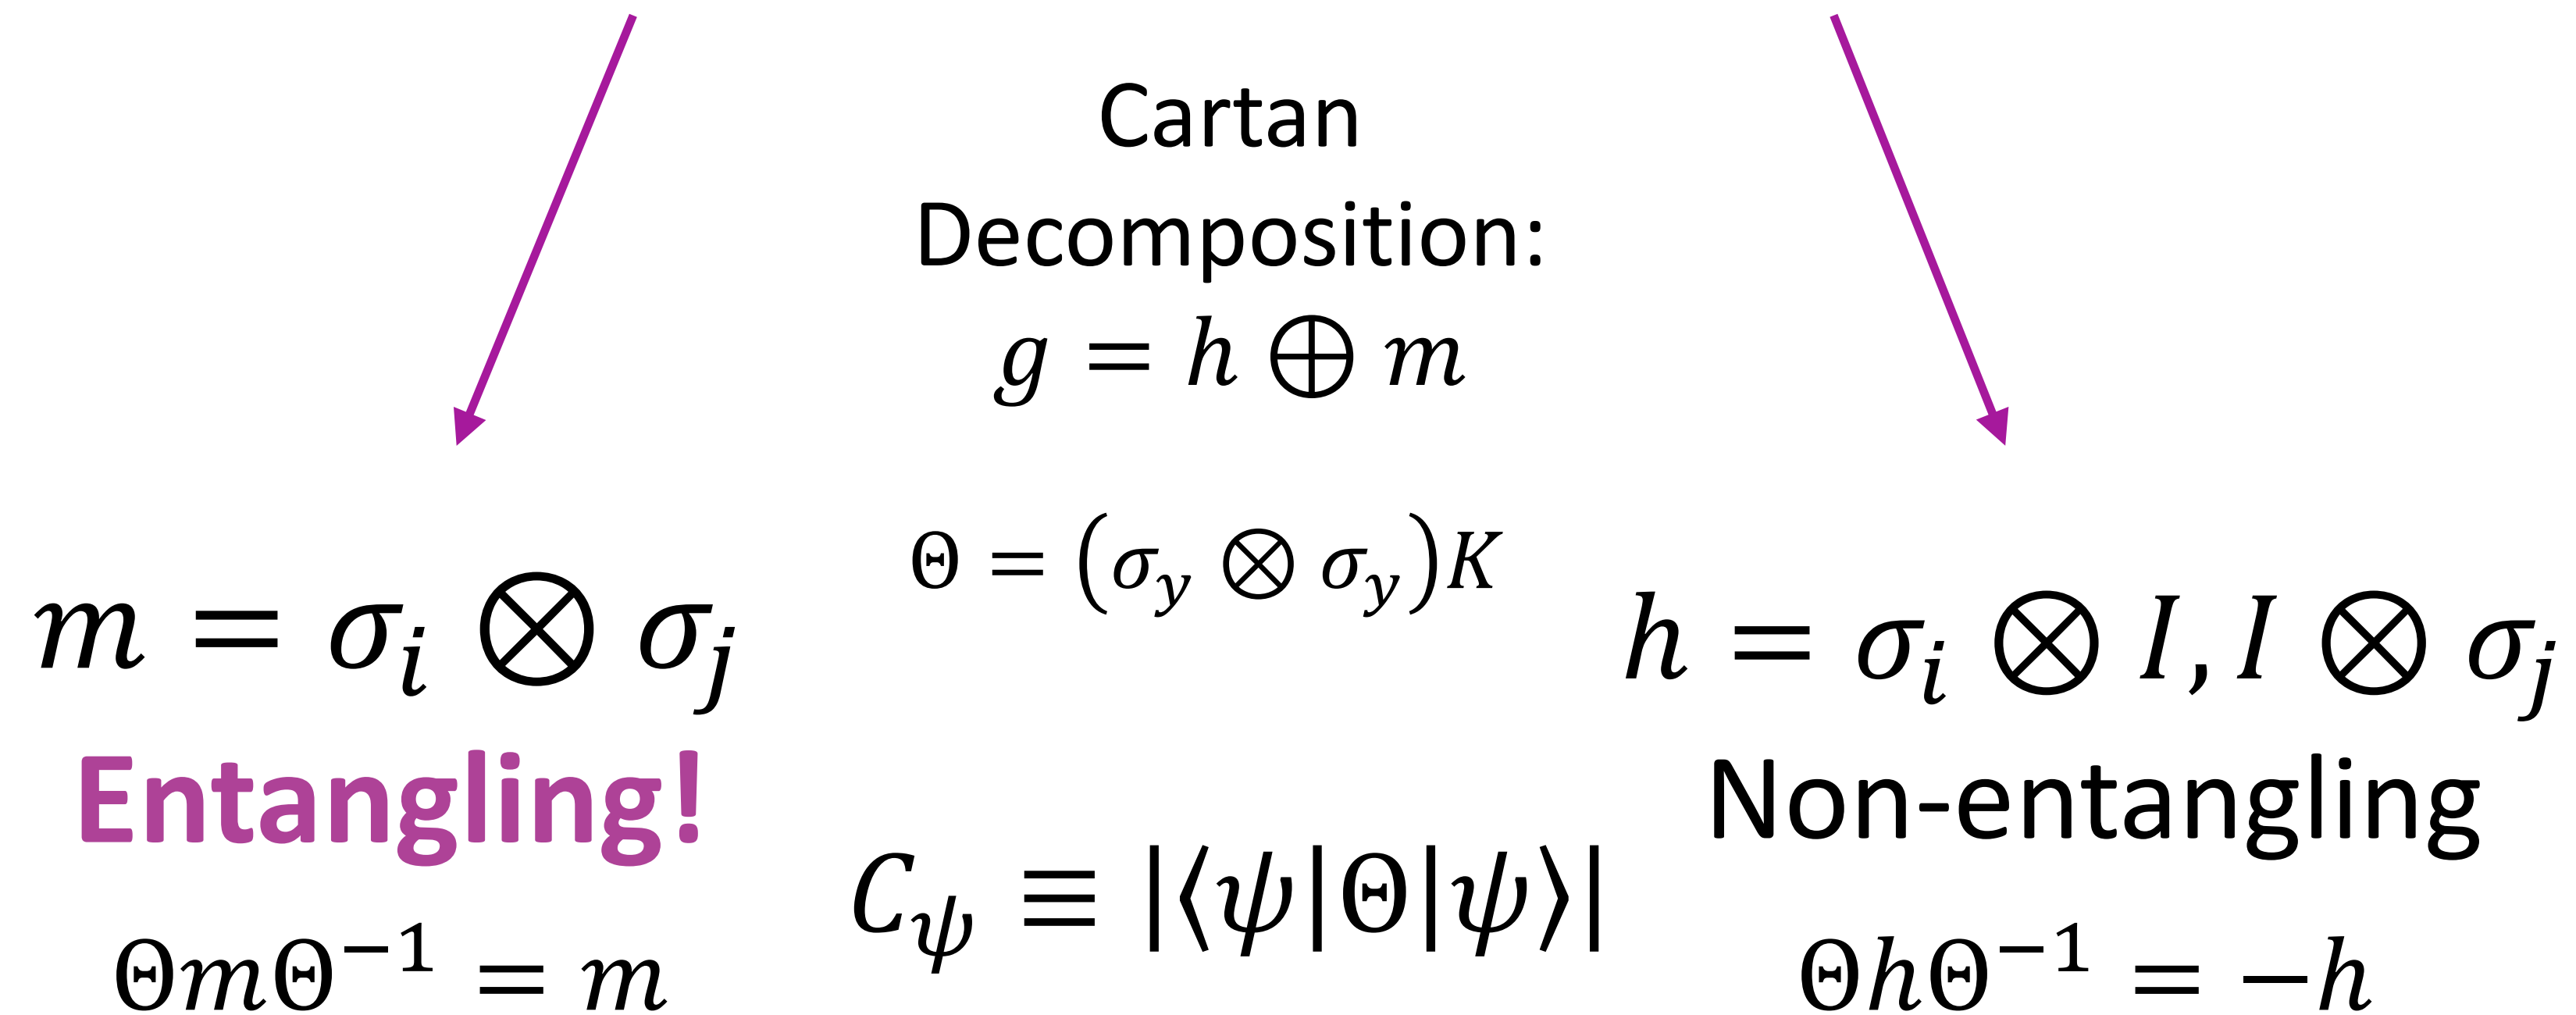 Cartan
Decomposition:
g = h ⊕ m
Θ = (σ_y ⊗ σ_y)K
m = σ_i ⊗ σ_j
Entangling!
ΘmΘ⁻¹ = m
C_ψ ≡ |⟨ψ|Θ|ψ⟩|
h = σ_i ⊗ I, I ⊗ σ_j
Non-entangling
ΘhΘ⁻¹ = −h